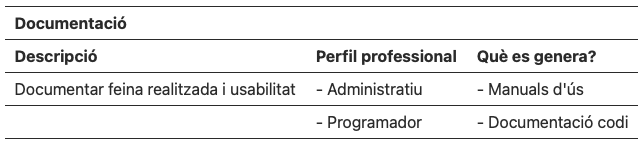 Documentació
Descripció Perfil professional Què es genera?
Documentar feina realitzada i usabilitat - Administratiu - Manuals d'ús
- Programador - Documentació codi